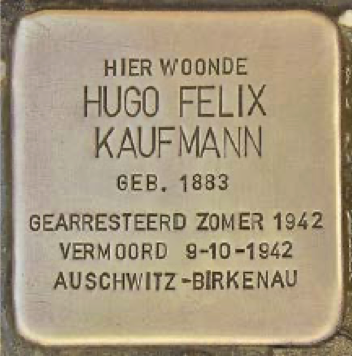 HIER WOONDE
HUGO FELIX
KAUFMANN
GEB. 1883
GEARRESTEERD ZOMER 1942
VERMOORD 9-10-1942
AUSCHWITZ-BIRKENAU